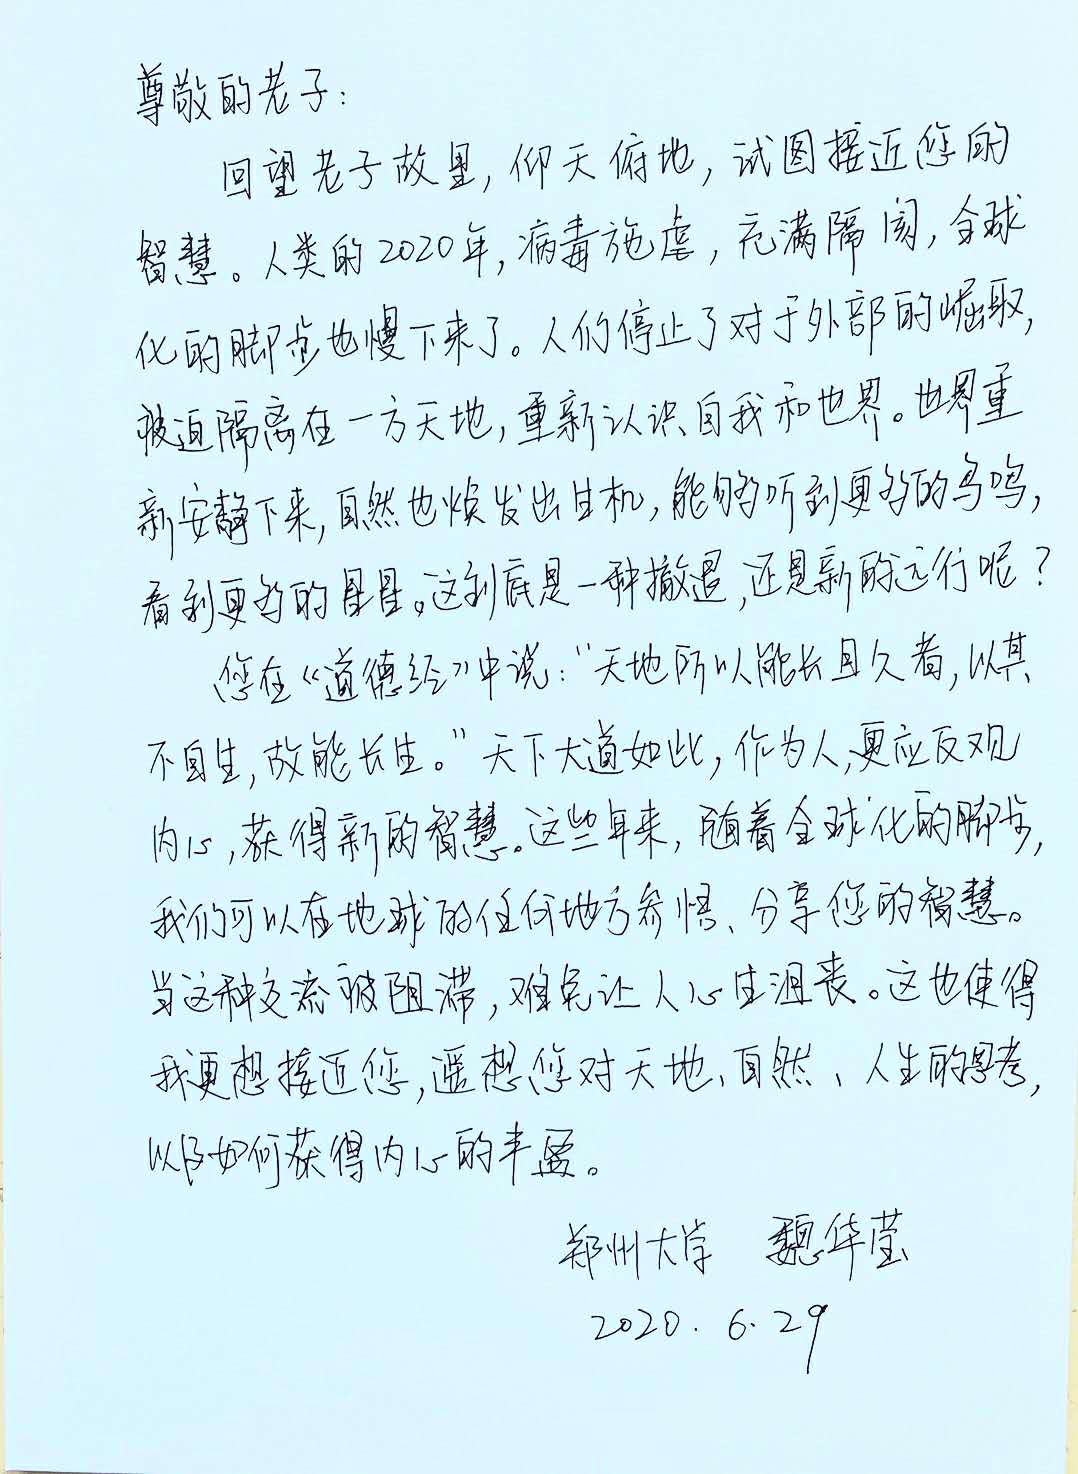 尊敬的老子：
回望老子故里，仰天俯地，试图接近您的
智慧。人类的2020年，病毒施虐，充满隔阂，全球
化的脚步也慢下来了。人们停止了对于外部的崛取，
被迫隔离在一方天地，重新认识自我和世界。世界重
新安静下来，自然也焕发出生机，能够听到更多的鸟鸣，
看到更多的星星。这到底是一种撤退，还是新的远行呢？
您在《道德经》中说：“天地所以能长且久者，以其
不自生，故能长生。”天下大道如此，作为人，更应反观
内心，获得新的智慧。这些年来，随着全球化的脚步，
我们可以在地球的任何地方参悟、分享您的智慧。
当这种交流被阻滞，难免让人心生沮丧。这也使得
我更想接近您，遥想您对天地、自然、人生的思考，
以及如何获得内心的丰盈。
郑州大学 魏华莹
2020.6.29